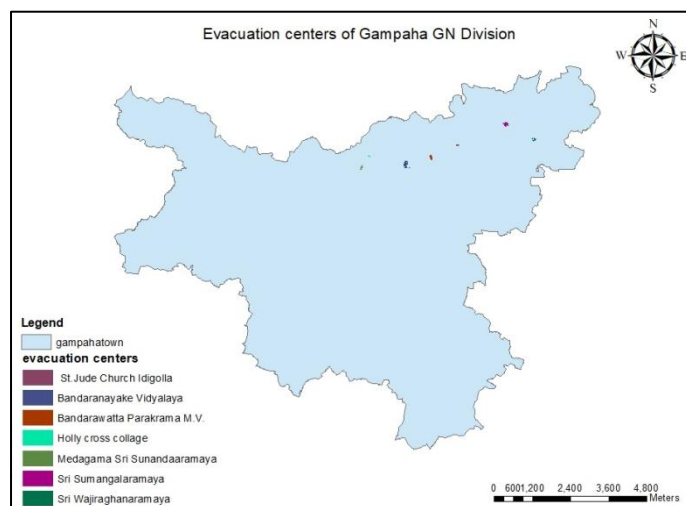 Evacuation centers of Gampaha GN Division
N
W E
S
Legend
gampahatown
evacuation centers
St.Jude Church Idigolla
Bandaranayake Vidyalaya
Bandarawatta Parakrama M.V.
Holly cross collage
Medagama Sri Sunandaaramaya
Sri Sumangalaramaya
Sri Wajiraghanaramaya
0 6001,200 2,400 3,600 4,800
Meters